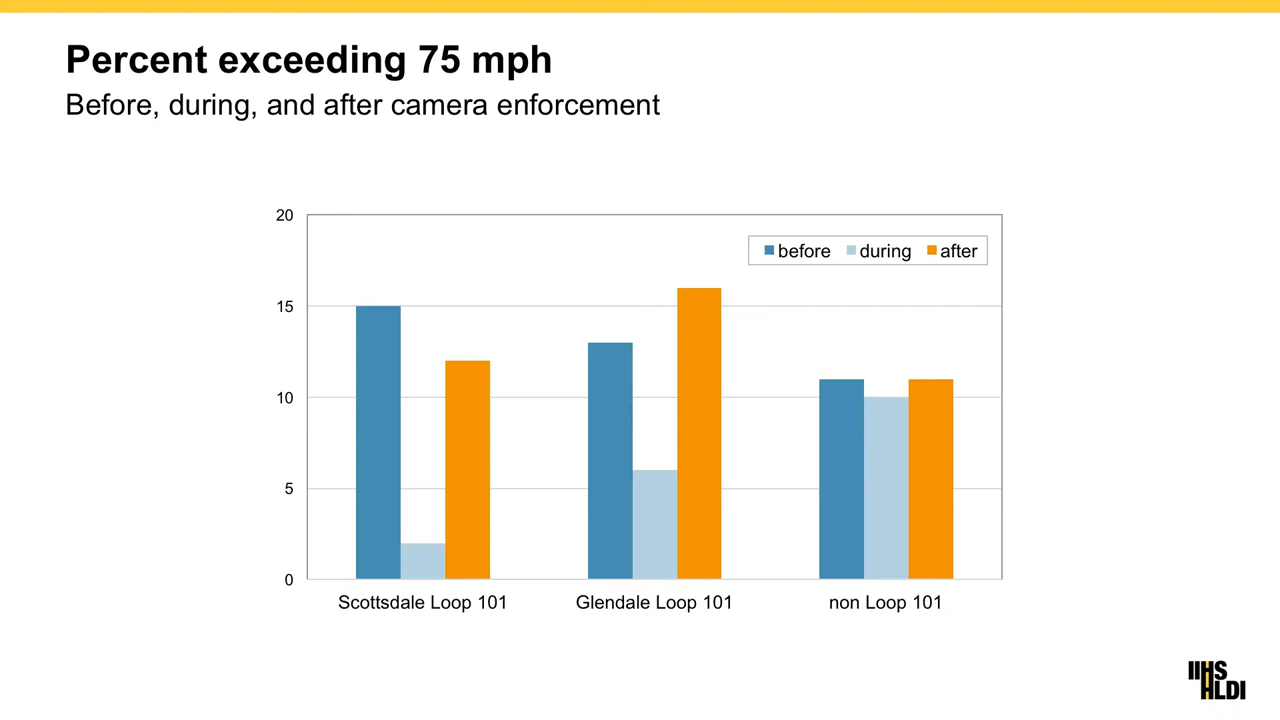 Percent exceeding 75 mph
Before, during, and after camera enforcement
20
before during after
15
10
5
0
Scottsdale Loop 101 Glendale Loop 101 non Loop 101
IIHS
HLDI